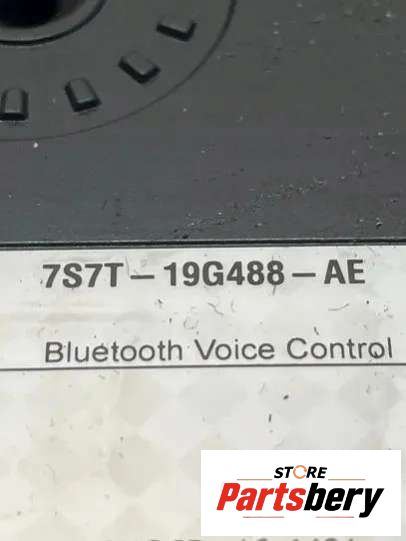 7S7T-19G488-AE
Bluetooth Voice Control
STORE
Partsbery